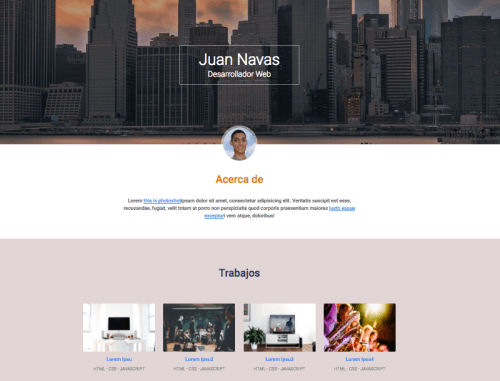 Juan Navas
Desarrollador Web
Acerca de
Lorem this is photoshoplipsum dolor sit amet, consectetur adipisicing elit. Veritatis suscipit est esse,
recusandae, fugiat, velit totam at porro non perspiciatis quod corporis praesentium maiores iusto eaque
excepturi vero atque, doloribus!
Trabajos
Lorem Ipsu
Lorem Ipsu2
Lorem Ipsu3
Lorem Ipsu4
HTML - CSS - JAVASCRIPT
HTML - CSS - JAVASCRIPT
HTML - CSS - JAVASCRIPT
HTML - CSS - JAVASCRIPT